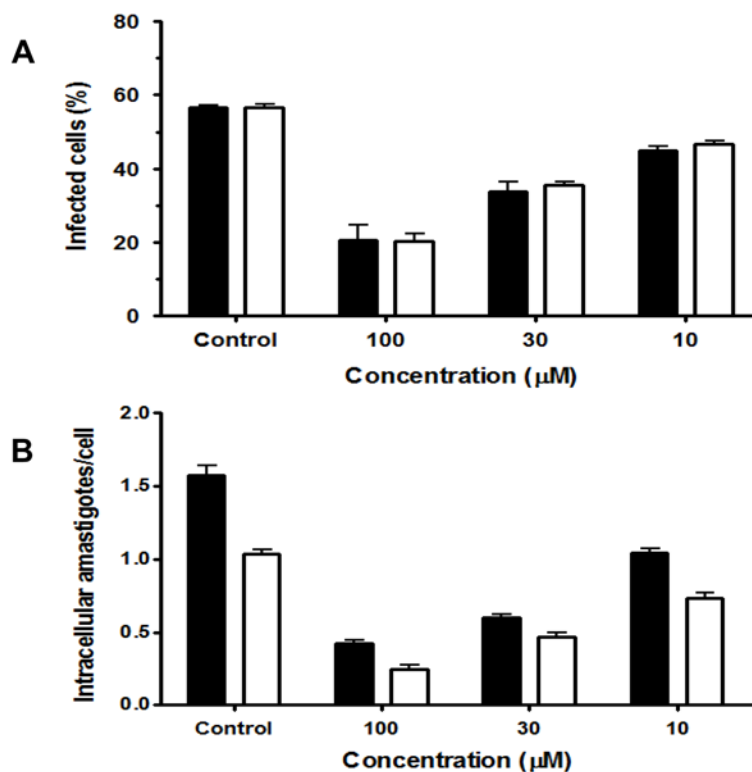 A
Infected cells (%)
80
60
40
20
0
Control 100 30 10
Concentration (μM)
B
Intracellular amastigotes/cell
2.0
1.5
1.0
0.5
0.0
Control 100 30 10
Concentration (μM)